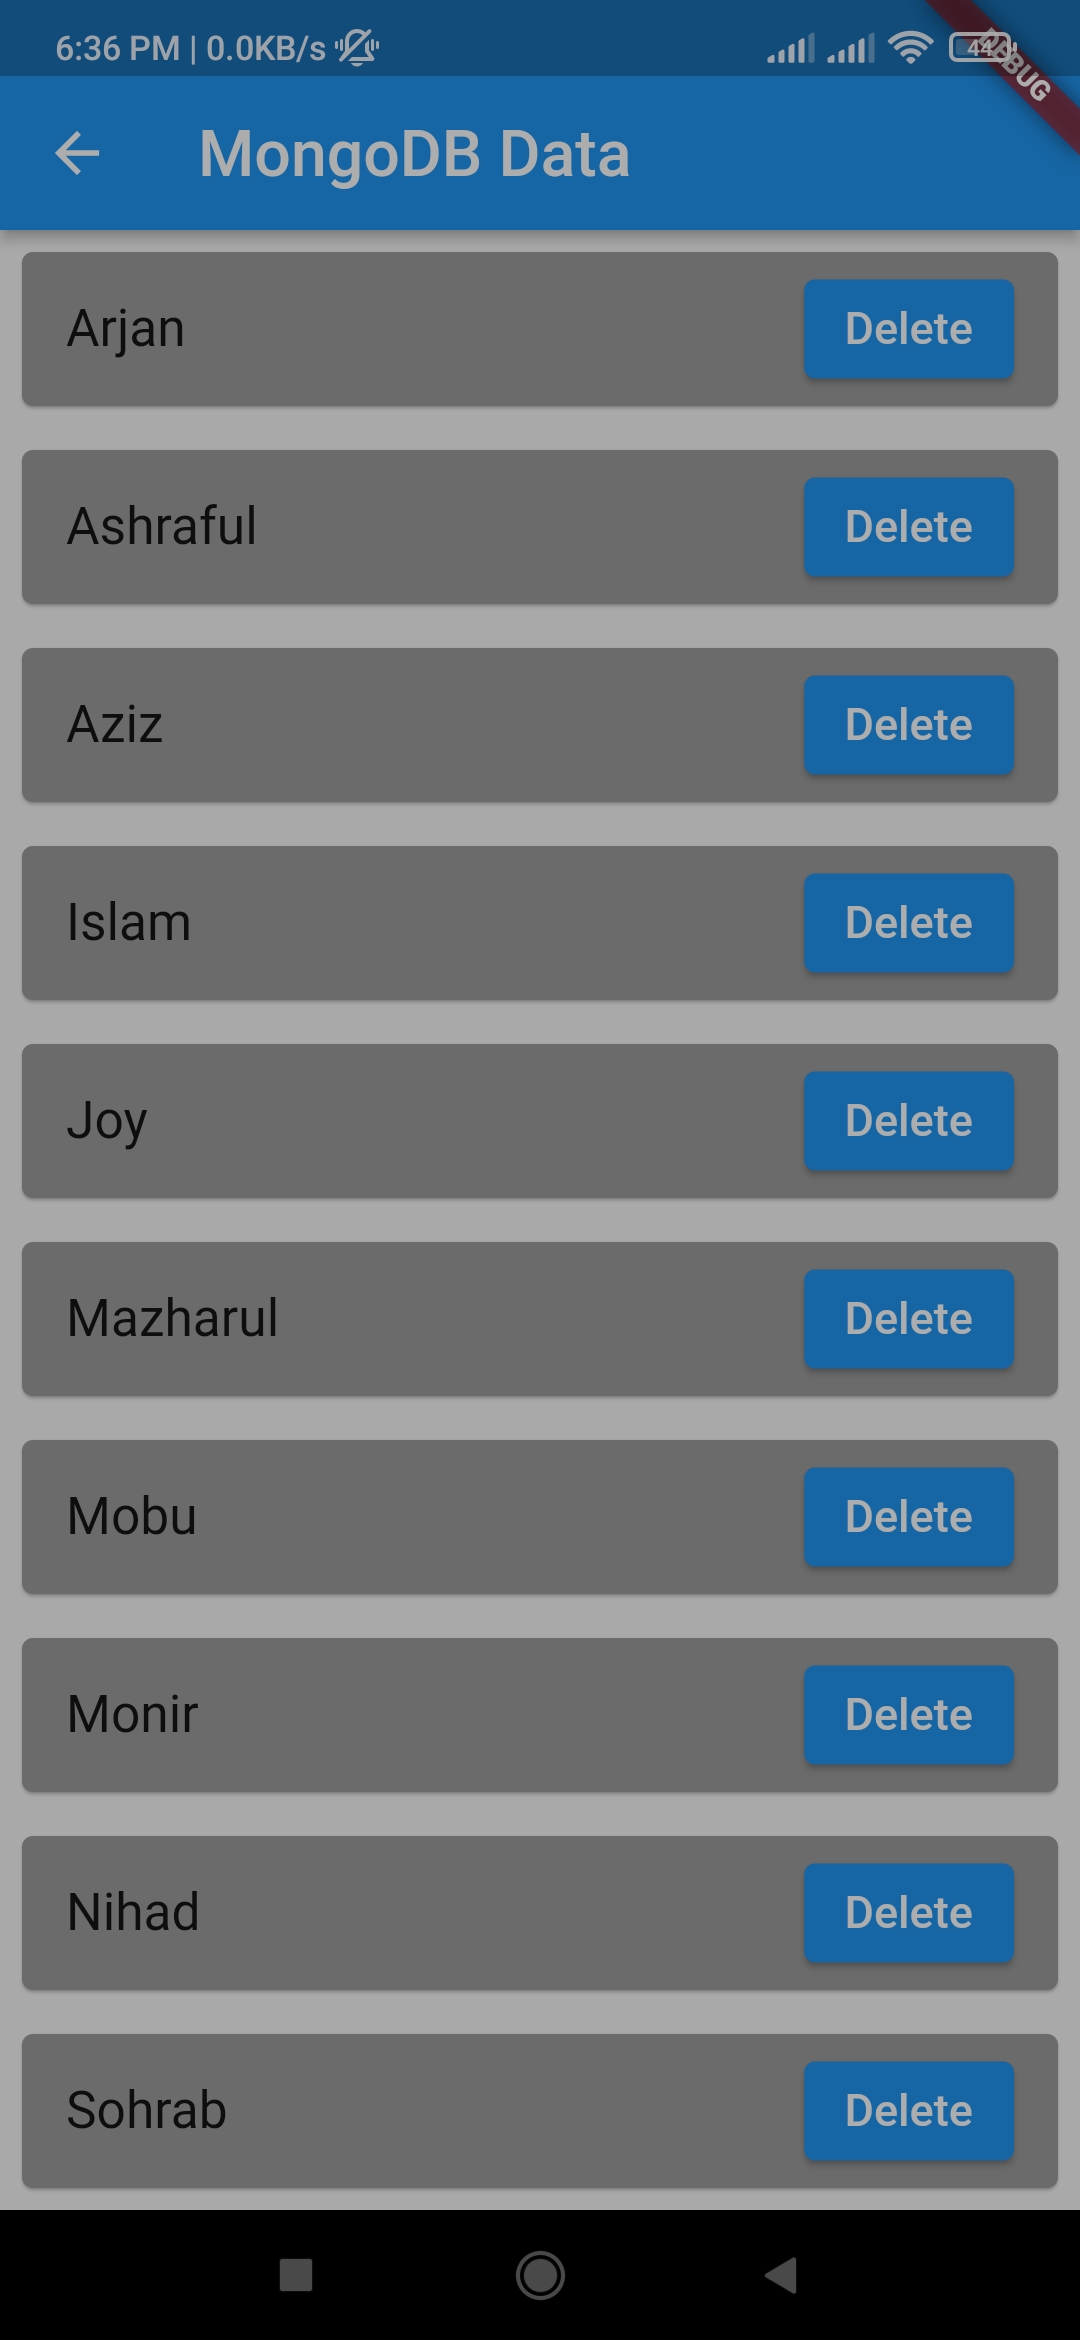 6:36 PM | 0.0KB/s 44
DEBUG
MongoDB Data
Arjan Delete
Ashraful Delete
Aziz Delete
Islam Delete
Joy Delete
Mazharul Delete
Mobu Delete
Monir Delete
Nihad Delete
Sohrab Delete